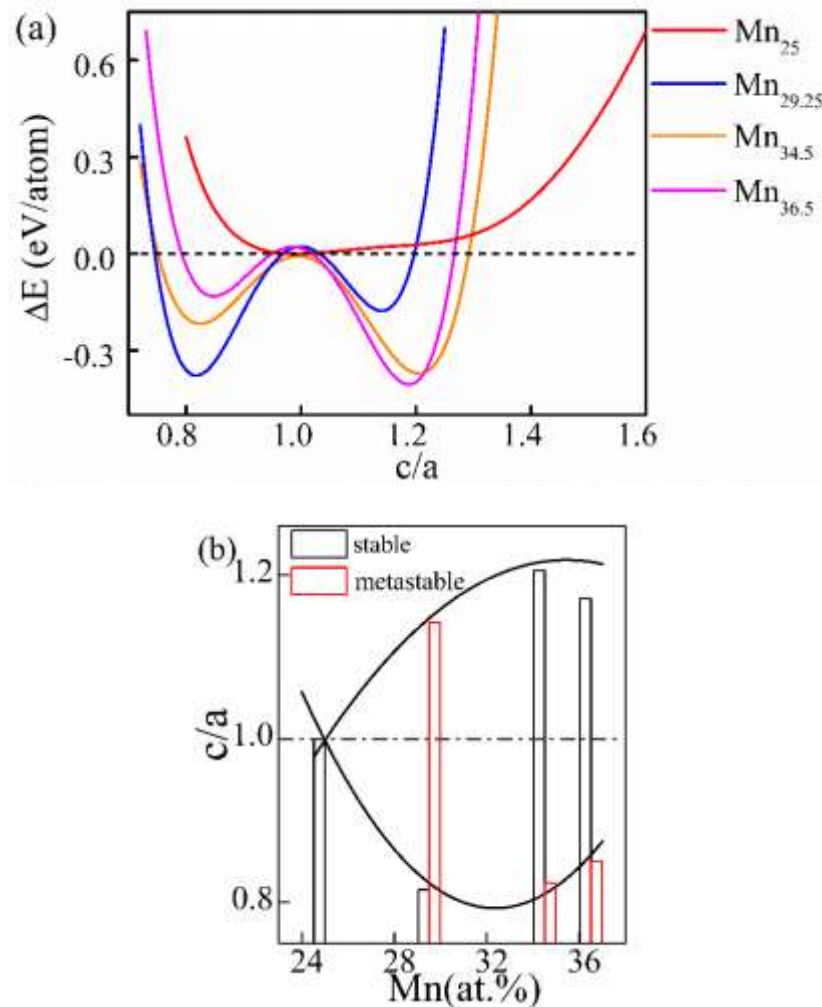 (a)
0.6
0.3
0.0
-0.3
ΔE (eV/atom)
0.8 1.0 1.2 1.4 1.6
c/a
Mn25
Mn29.25
Mn34.5
Mn36.5
(b)
stable
metastable
1.2
1.0
0.8
c/a
24 28 32 36
Mn(at.%)